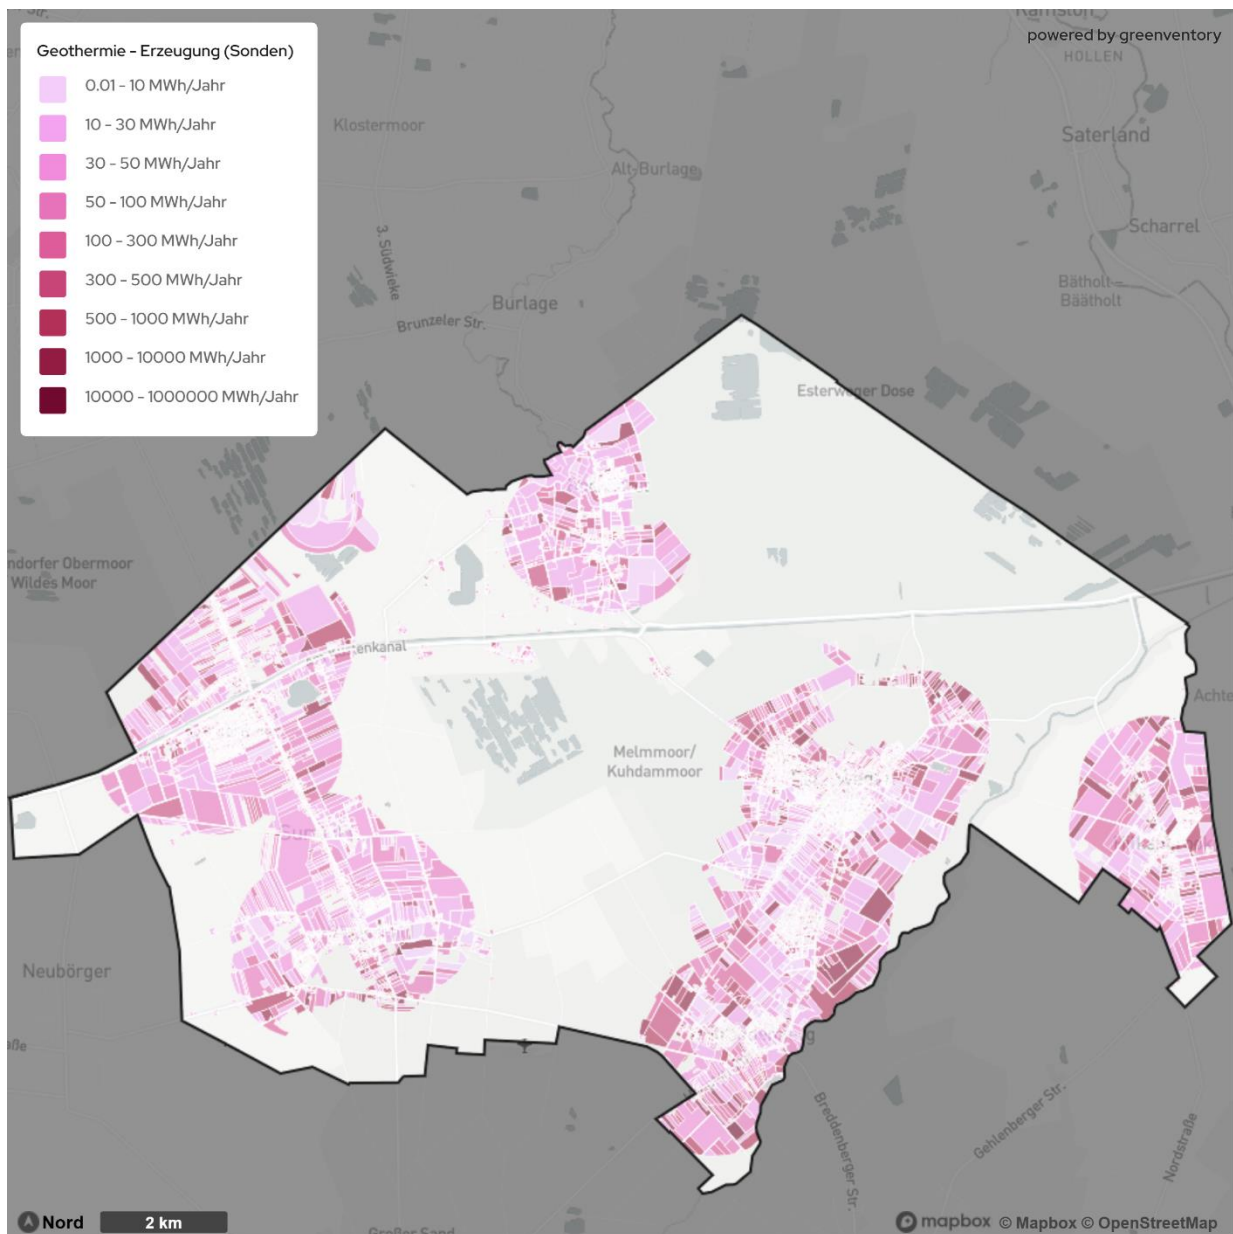 Geothermie - Erzeugung (Sonden)
0.01 - 10 MWh/Jahr
10 - 30 MWh/Jahr
30 - 50 MWh/Jahr
50 - 100 MWh/Jahr
100 - 300 MWh/Jahr
300 - 500 MWh/Jahr
500 - 1000 MWh/Jahr
1000 - 10000 MWh/Jahr
10000 - 1000000 MWh/Jahr
powered by greenventory
HOLLEN
Klostermoor
Saterland
Alt-Burlage
Scharrel
3. Südwieke
Bätholt -
Bäätholt
Burlage
Brunzeler Str.
Esterweger Dose
ndorfer Obermoor
Wildes Moor
enkanal
Achte
Melmmoor/
Kuhdammoor
Neubörger
Breddenberger Str.
Gehlenberger Str.
Nordstraße
Großer Sand
Nord
2 km
mapbox © Mapbox © OpenStreetMap